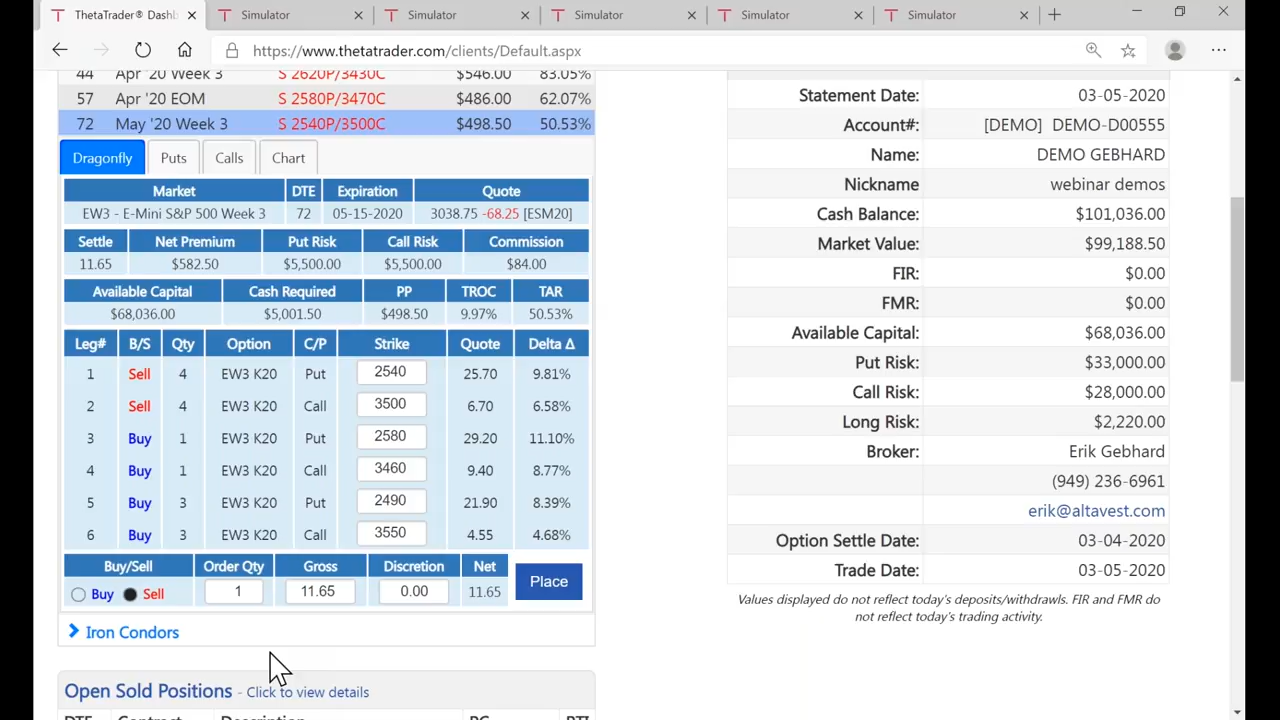 ThetaTrader® Dashb
Simulator
Simulator
Simulator
Simulator
Simulator
https://www.thetatrader.com/clients/Default.aspx
44 Apr '20 Week 3 S 2620P/3430C $546.00 83.05%
57 Apr '20 EOM S 2580P/3470C $486.00 62.07%
72 May '20 Week 3 S 2540P/3500C $498.50 50.53%
Dragonfly Puts Calls Chart
Market DTE Expiration Quote
EW3 - E-Mini S&P 500 Week 3 72 05-15-2020 3038.75 -68.25 [ESM20]
Settle Net Premium Put Risk Call Risk Commission
11.65 $582.50 $5,500.00 $5,500.00 $84.00
Available Capital Cash Required PP TROC TAR
$68,036.00 $5,001.50 $498.50 9.97% 50.53%
Leg# B/S Qty Option C/P Strike Quote Delta Δ
1 Sell 4 EW3 K20 Put 2540 25.70 9.81%
2 Sell 4 EW3 K20 Call 3500 6.70 6.58%
3 Buy 1 EW3 K20 Put 2580 29.20 11.10%
4 Buy 1 EW3 K20 Call 3460 9.40 8.77%
5 Buy 3 EW3 K20 Put 2490 21.90 8.39%
6 Buy 3 EW3 K20 Call 3550 4.55 4.68%
Buy/Sell Order Qty Gross Discretion Net
Buy Sell 1 11.65 0.00 11.65 Place
Iron Condors
Open Sold Positions - Click to view details
DTE Contract Description
Statement Date: 03-05-2020
Account#: [DEMO] DEMO-D00555
Name: DEMO GEBHARD
Nickname webinar demos
Cash Balance: $101,036.00
Market Value: $99,188.50
FIR: $0.00
FMR: $0.00
Available Capital: $68,036.00
Put Risk: $33,000.00
Call Risk: $28,000.00
Long Risk: $2,220.00
Broker: Erik Gebhard
(949) 236-6961
erik@altavest.com
Option Settle Date: 03-04-2020
Trade Date: 03-05-2020
Values displayed do not reflect today's deposits/withdrawls. FIR and FMR do
not reflect today's trading activity.